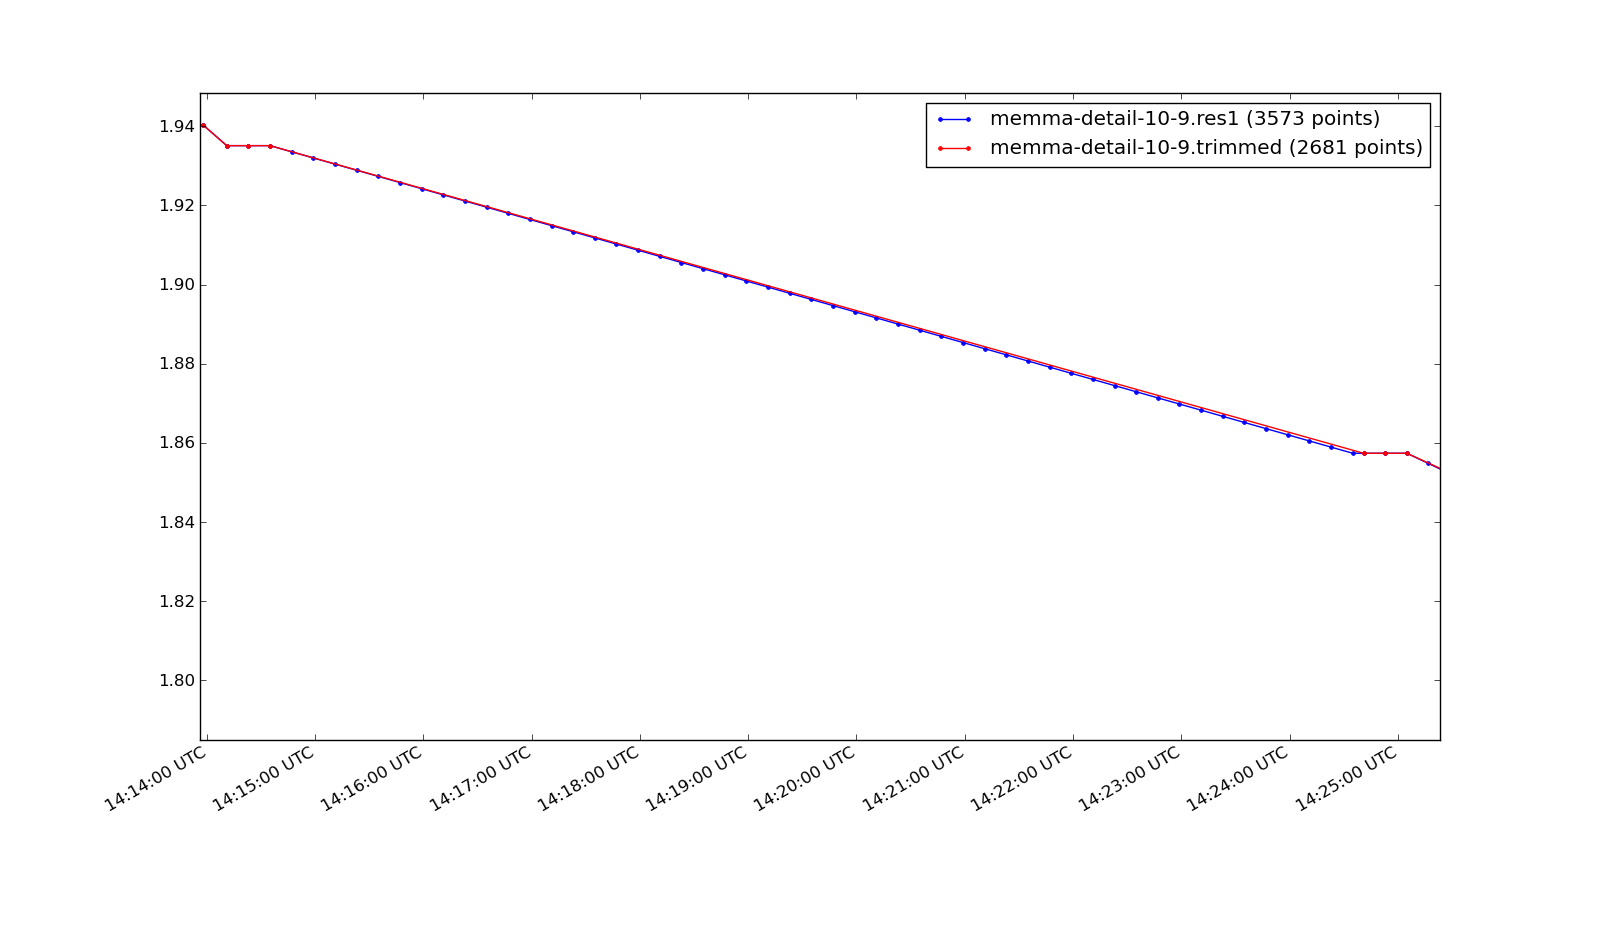 memma-detail-10-9.res1 (3573 points)
memma-detail-10-9.trimmed (2681 points)
1.94
1.92
1.90
1.88
1.86
1.84
1.82
1.80
14:14:00 UTC
14:15:00 UTC
14:16:00 UTC
14:17:00 UTC
14:18:00 UTC
14:19:00 UTC
14:20:00 UTC
14:21:00 UTC
14:22:00 UTC
14:23:00 UTC
14:24:00 UTC
14:25:00 UTC